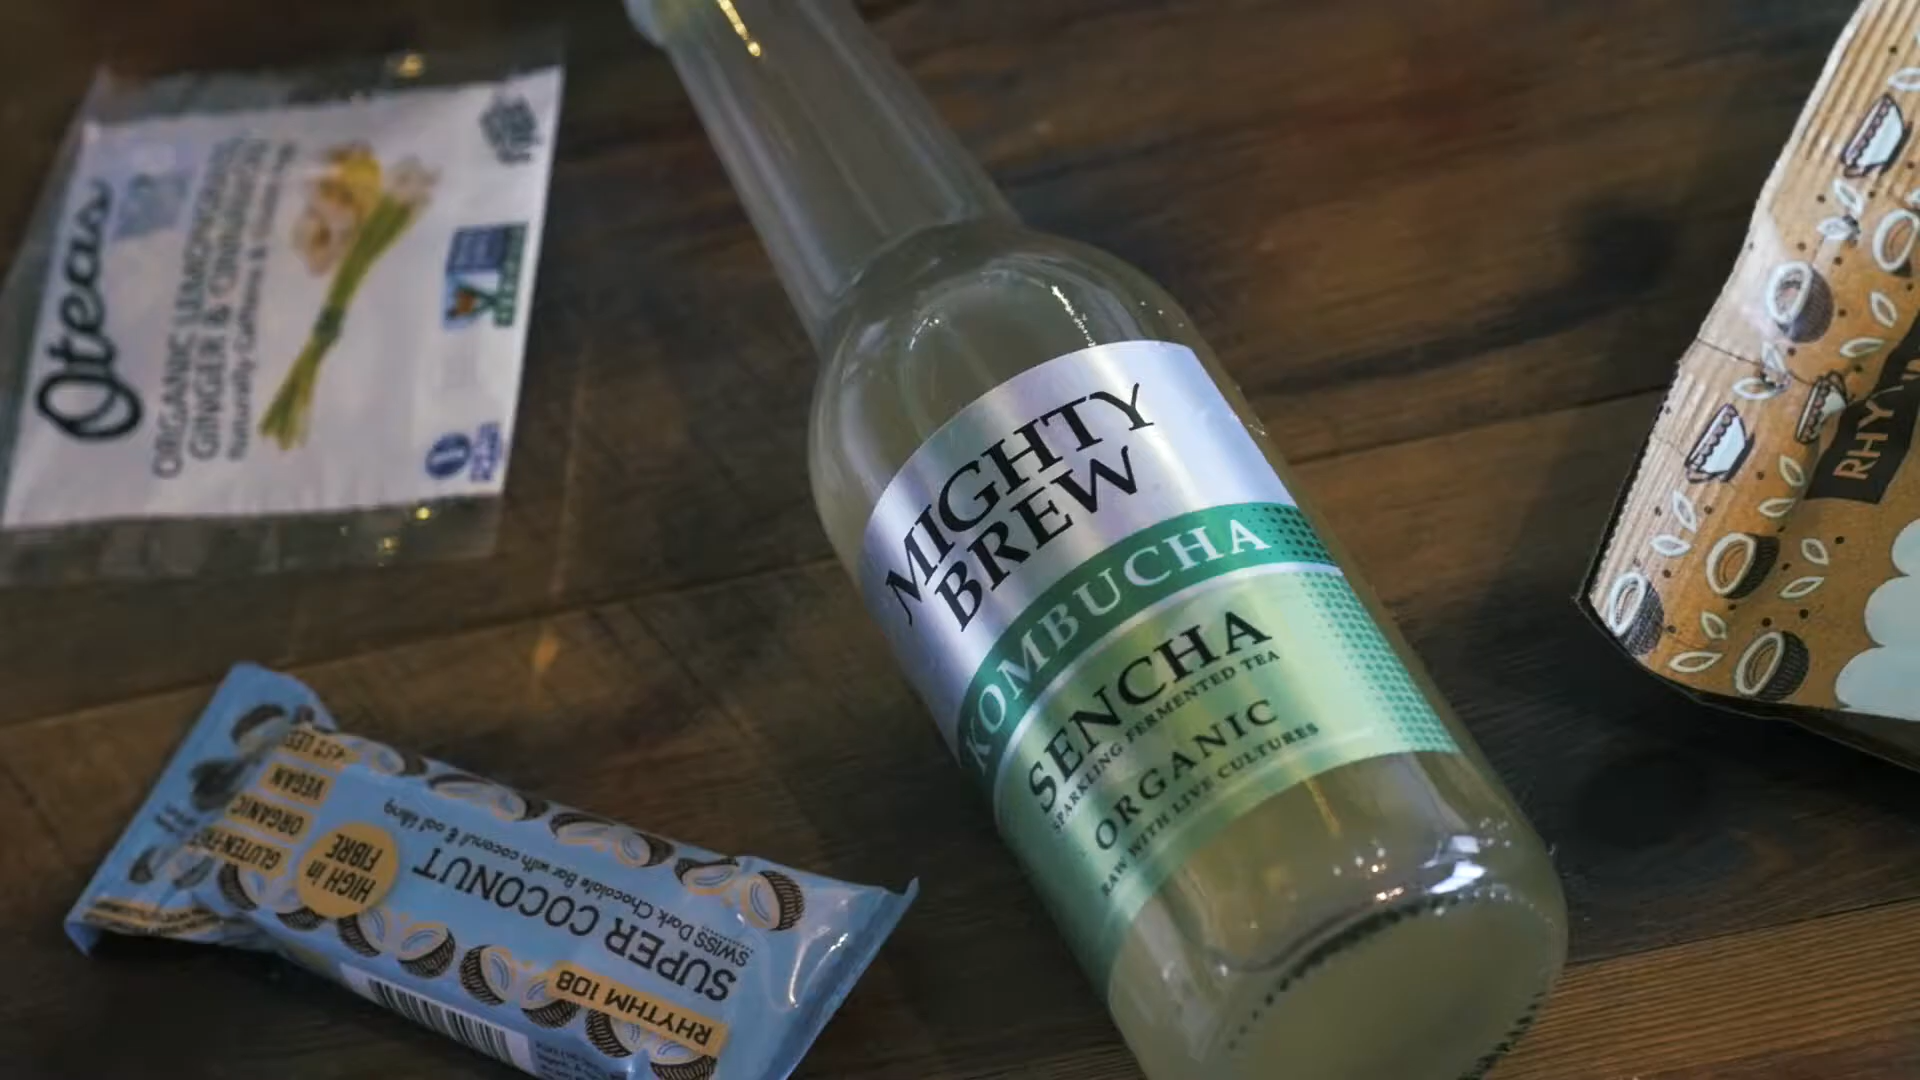 Qteas
ORGANIC LEMONGRASS,
GINGER & CINNAMON
Naturally Caffeine &
MIGHTY
BREW
KOMBUCHA
SENCHA
SPARKLING FERMENTED TEA
ORGANIC
RAW WITH LIVE CULTURES
RHYTHM 108
SUPER COCONUT
SWISS Dark Chocolate Bar with coconut & oat filling
HIGH in
FIBRE
GLUTEN-FREE
ORGANIC
VEGAN
RHY